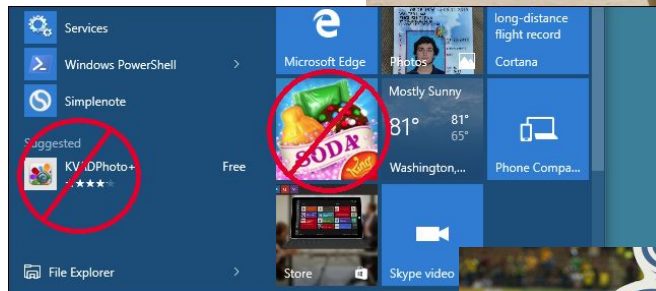 Services
Windows PowerShell
Simplenote
Suggested
KVADPhoto+
Free
File Explorer
Microsoft Edge
Photos
long-distance
flight record
Cortana
SODA
King
Mostly Sunny
81° 81°
65°
Washington,...
Phone Compa...
Store
Skype video